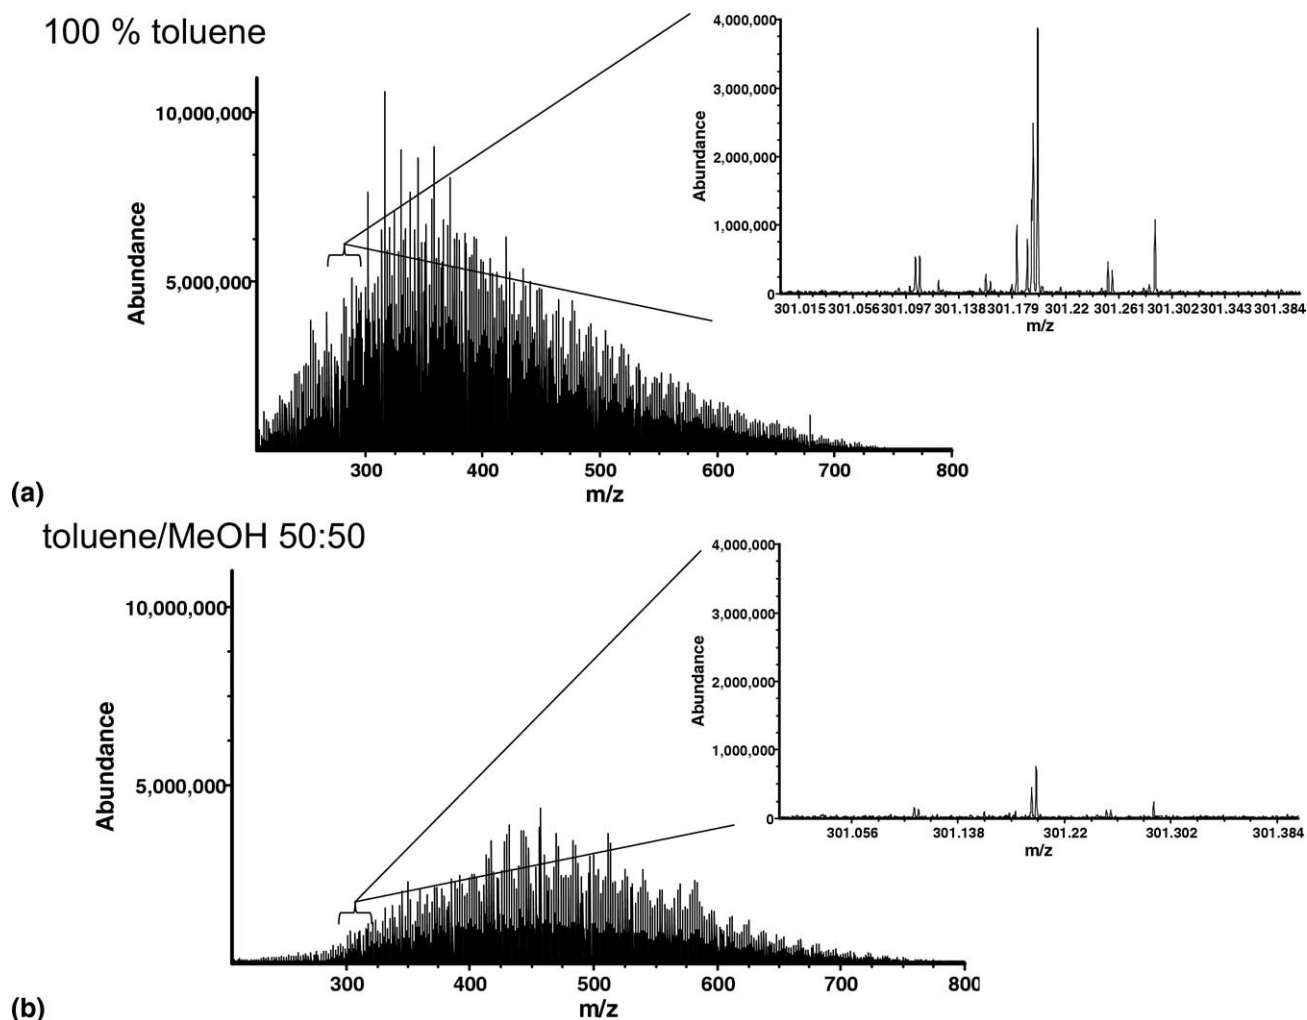 100 % toluene
4,000,000
3,000,000
2,000,000
1,000,000
0
Abundance
301.015 301.056 301.097 301.138 301.179 301.22 301.261 301.302 301.343 301.384
m/z
10,000,000
5,000,000
Abundance
300 400 500 600 700 800
m/z
(a)
toluene/MeOH 50:50
4,000,000
3,000,000
2,000,000
1,000,000
0
Abundance
301.056 301.138 301.22 301.302 301.384
m/z
10,000,000
5,000,000
Abundance
300 400 500 600 700 800
m/z
(b)